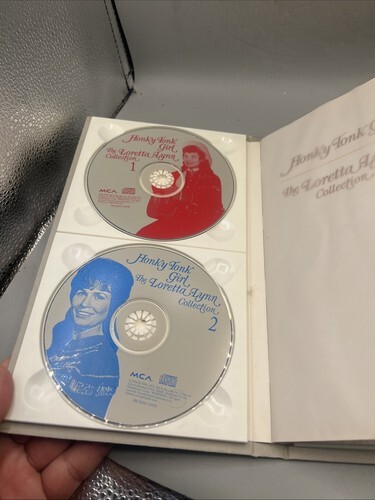 Honky Tonk
Girl
The Loretta Lynn
Collection
1
MCA
Honky Tonk
Girl
The Loretta Lynn
Collection
2
MCA
Honky Tonk G
The Loretta Lynn
Collection